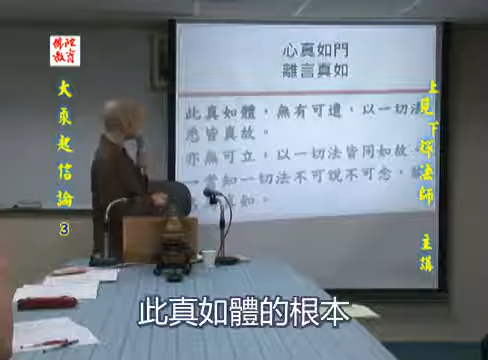 佛陀
教育
大乘起信論
3
心真如門
離言真如
此真如體，無有可遣，以一切法
悉皆真故。
亦無可立，以一切法皆同如故。
當知一切法不可說不可念，
真如。
上見下輝法師 主講
此真如體的根本